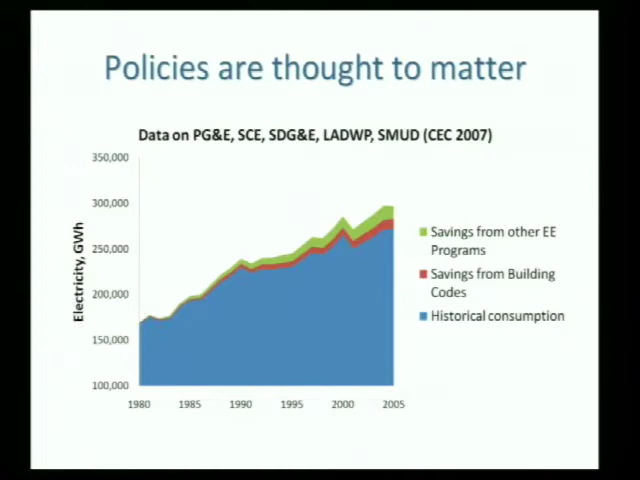 Policies are thought to matter
Data on PG&E, SCE, SDG&E, LADWP, SMUD (CEC 2007)
350,000
300,000
250,000
200,000
150,000
100,000
Electricity, GWh
1980
1985
1990
1995
2000
2005
Savings from other EE
Programs
Savings from Building
Codes
Historical consumption